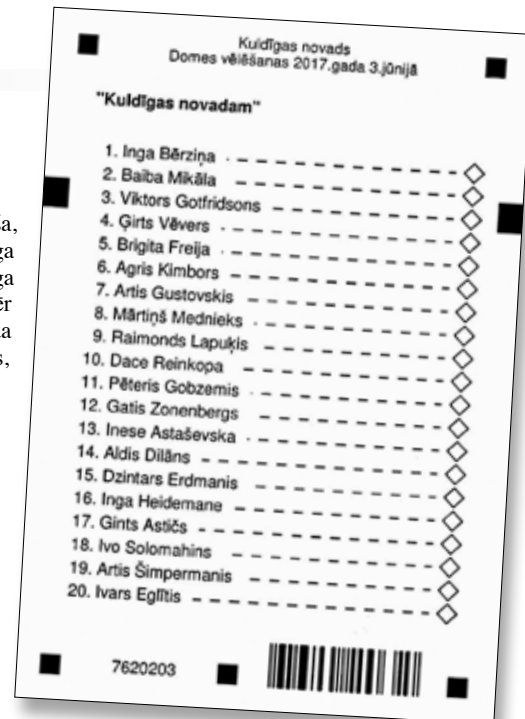 Kuldīgas novads
Domes vēlēšanas 2017.gada 3.jūnijā
"Kuldīgas novadam"
1. Inga Bērziņa
2. Baiba Mikāla
3. Viktors Gotfridsons
4. Ģirts Vēvers
5. Brigita Freija
6. Agris Kimbors
7. Artis Gustovskis
8. Mārtiņš Mednieks
9. Raimonds Lapuķis
10. Dace Reinkopa
11. Pēteris Gobzemis
12. Gatis Zonenbergs
13. Inese Astaševska
14. Aldis Dilāns
15. Dzintars Erdmanis
16. Inga Heidemane
17. Gints Astičs
18. Ivo Solomahins
19. Artis Šimpermanis
20. Ivars Eglītis
7620203